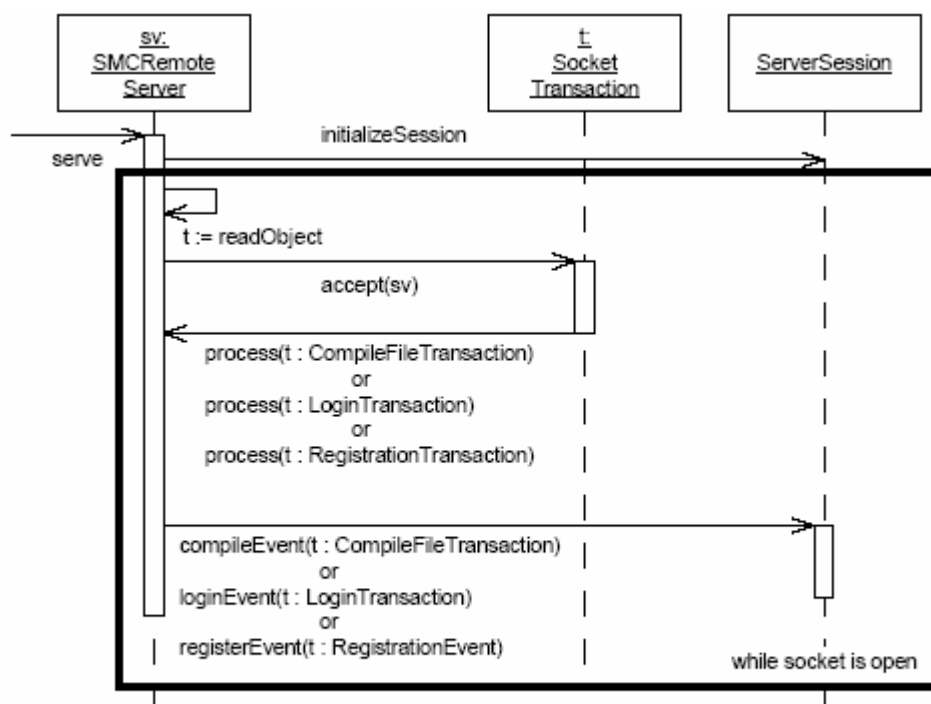 sv:
SMCRemote
Server
t:
Socket
Transaction
ServerSession
initializeSession
serve
t := readObject
accept(sv)
process(t : CompileFileTransaction)
or
process(t : LoginTransaction)
or
process(t : RegistrationTransaction)
compileEvent(t : CompileFileTransaction)
or
loginEvent(t : LoginTransaction)
or
registerEvent(t : RegistrationEvent)
while socket is open